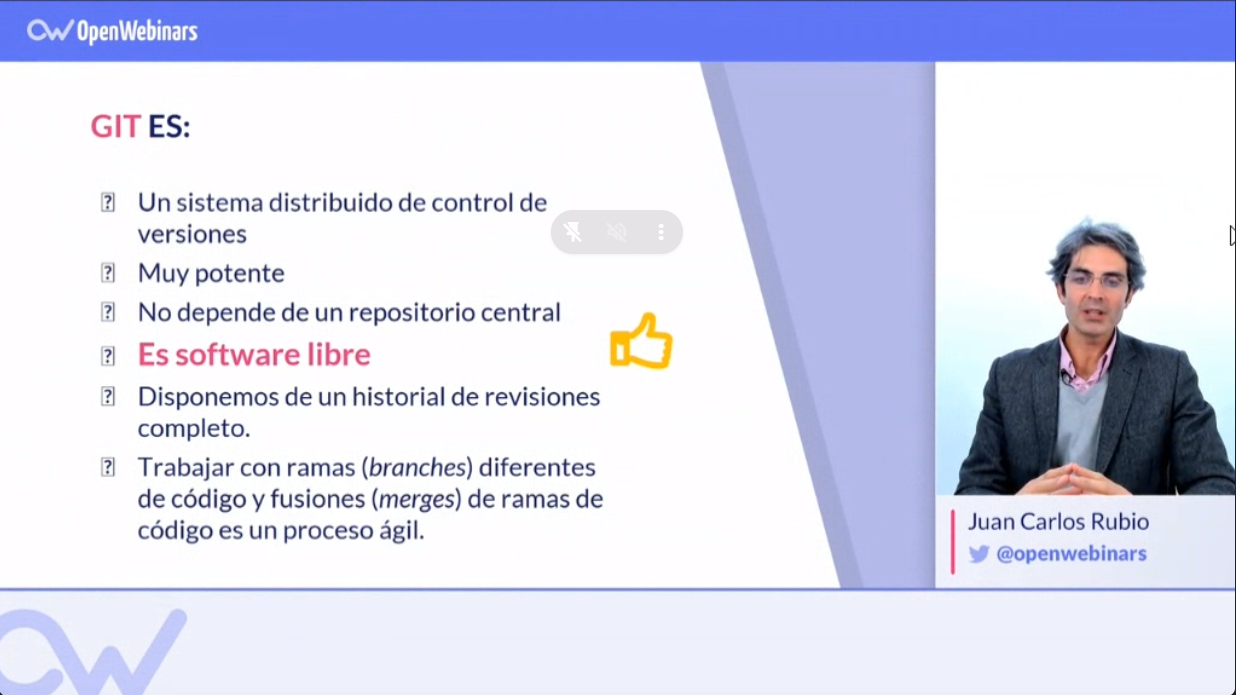 OpenWebinars
GIT ES:
Un sistema distribuido de control de
versiones
Muy potente
No depende de un repositorio central
Es software libre
Disponemos de un historial de revisiones
completo.
Trabajar con ramas (branches) diferentes
de código y fusiones (merges) de ramas de
código es un proceso ágil.
Juan Carlos Rubio
@openwebinars